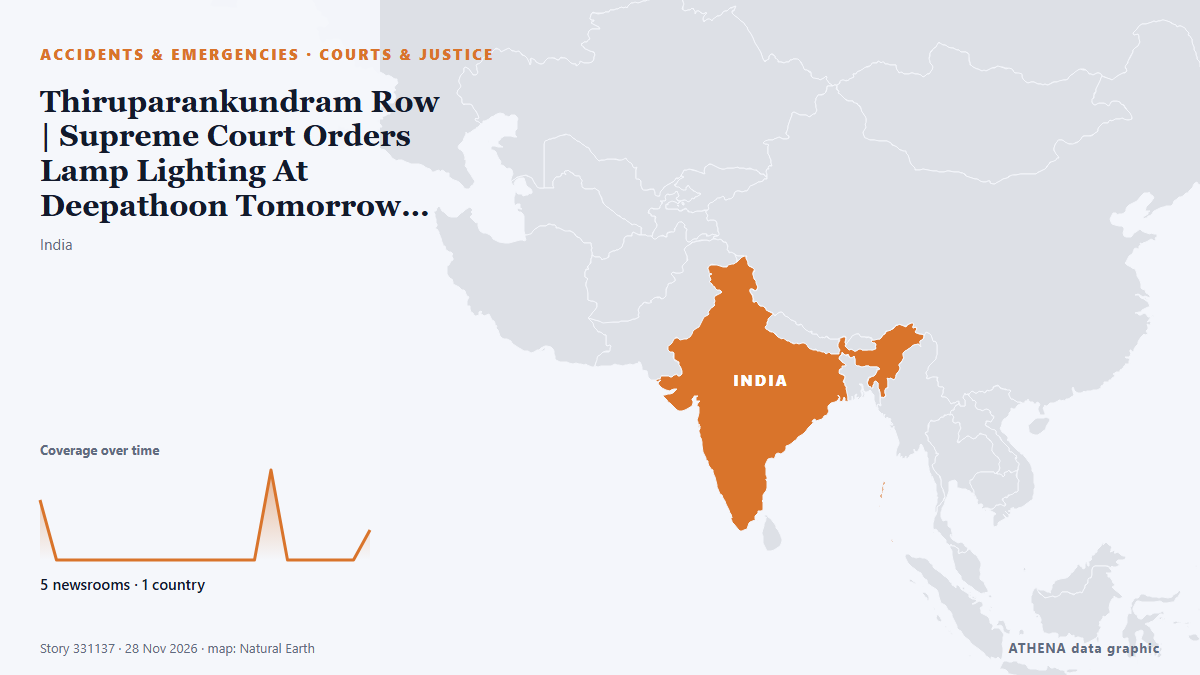 ACCIDENTS & EMERGENCIES · COURTS & JUSTICE
Thiruparankundram Row
| Supreme Court Orders
Lamp Lighting At
Deepathoon Tomorrow...
India
INDIA
Coverage over time
5 newsrooms · 1 country
Story 331137 · 28 Nov 2026 · map: Natural Earth
ATHENA data graphic